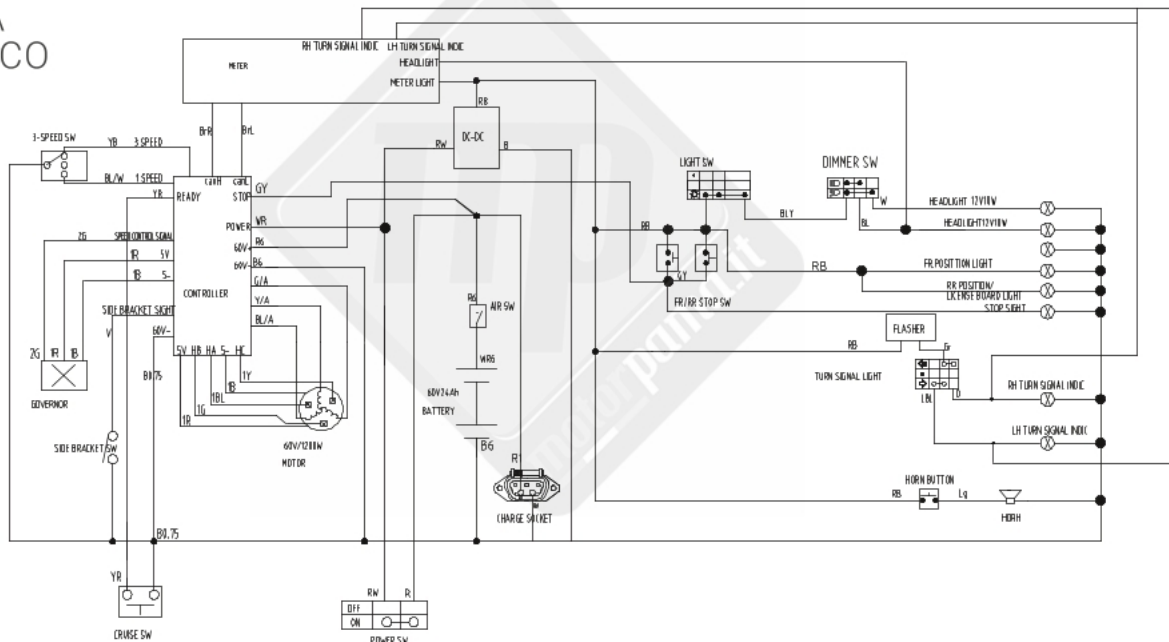 A
CO
RH TURN SIGNAL INDIC
LH TURN SIGNAL INDIC
METER
HEADLIGHT
METER LIGHT
RB
DC-DC
RW
B
BrR
BrL
3-SPEED SW
YB
3 SPEED
BL/W
1 SPEED
YR
READY
canH
canL
STOP
GY
POWER
WR
2G
SPEED CONTROL SIGNAL
60V+
R6
1R
5V
60V-
B6
1B
S-
G/A
CONTROLLER
Y/A
SIDE BRACKET SIGHT
BL/A
V
60V-
5V
HB
HA
S-
HC
2G
1R
1B
B0.75
GOVERNOR
1Y
1B
1BL
1G
1R
60V/1200W
MOTOR
SIDE BRACKET SW
B0.75
YR
CRUISE SW
RW
R
OFF
ON
POWER SW
R6
AIR SW
WR6
60V24Ah
BATTERY
B6
R1
CHARGE SOCKET
LIGHT SW
DIMMER SW
BLY
W
BL
HEADLIGHT 12V18W
HEADLIGHT12V18W
RB
GY
RB
FR.POSITTION LIGHT
RR POSITION/
LICENSE BOARD LIGHT
STOP SIGHT
FR/RR STOP SW
FLASHER
RB
Gr
TURN SIGNAL LIGHT
LBL
O
RH TURN SIGNAL INDIC
LH TURN SIGNAL INDIC
HORN BUTTON
RB
Lg
HORH
motorpanet.it